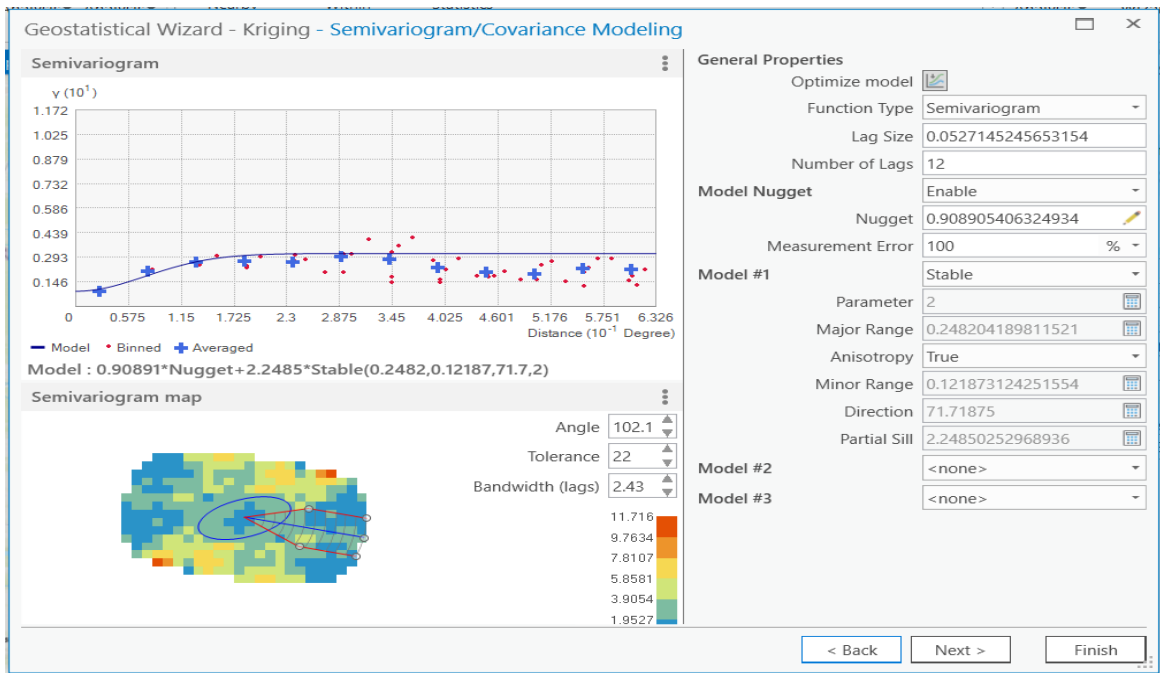 Geostatistical Wizard - Kriging - Semivariogram/Covariance Modeling
Semivariogram
γ (10¹)
1.172
1.025
0.879
0.732
0.586
0.439
0.293
0.146
0 0.575 1.15 1.725 2.3 2.875 3.45 4.025 4.601 5.176 5.751 6.326
Distance (10⁻¹ Degree)
Model Binned Averaged
Model : 0.90891*Nugget+2.2485*Stable(0.2482,0.12187,71.7,2)
Semivariogram map
Angle 102.1
Tolerance 22
Bandwidth (lags) 2.43
11.716
9.7634
7.8107
5.8581
3.9054
1.9527
General Properties
Optimize model
Function Type Semivariogram
Lag Size 0.0527145245653154
Number of Lags 12
Model Nugget Enable
Nugget 0.908905406324934
Measurement Error 100 %
Model #1 Stable
Parameter 2
Major Range 0.248204189811521
Anisotropy True
Minor Range 0.121873124251554
Direction 71.71875
Partial Sill 2.24850252968936
Model #2 <none>
Model #3 <none>
< Back Next > Finish